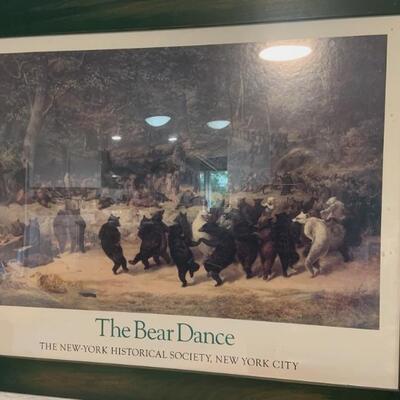 The Bear Dance
THE NEW-YORK HISTORICAL SOCIETY, NEW YORK CITY